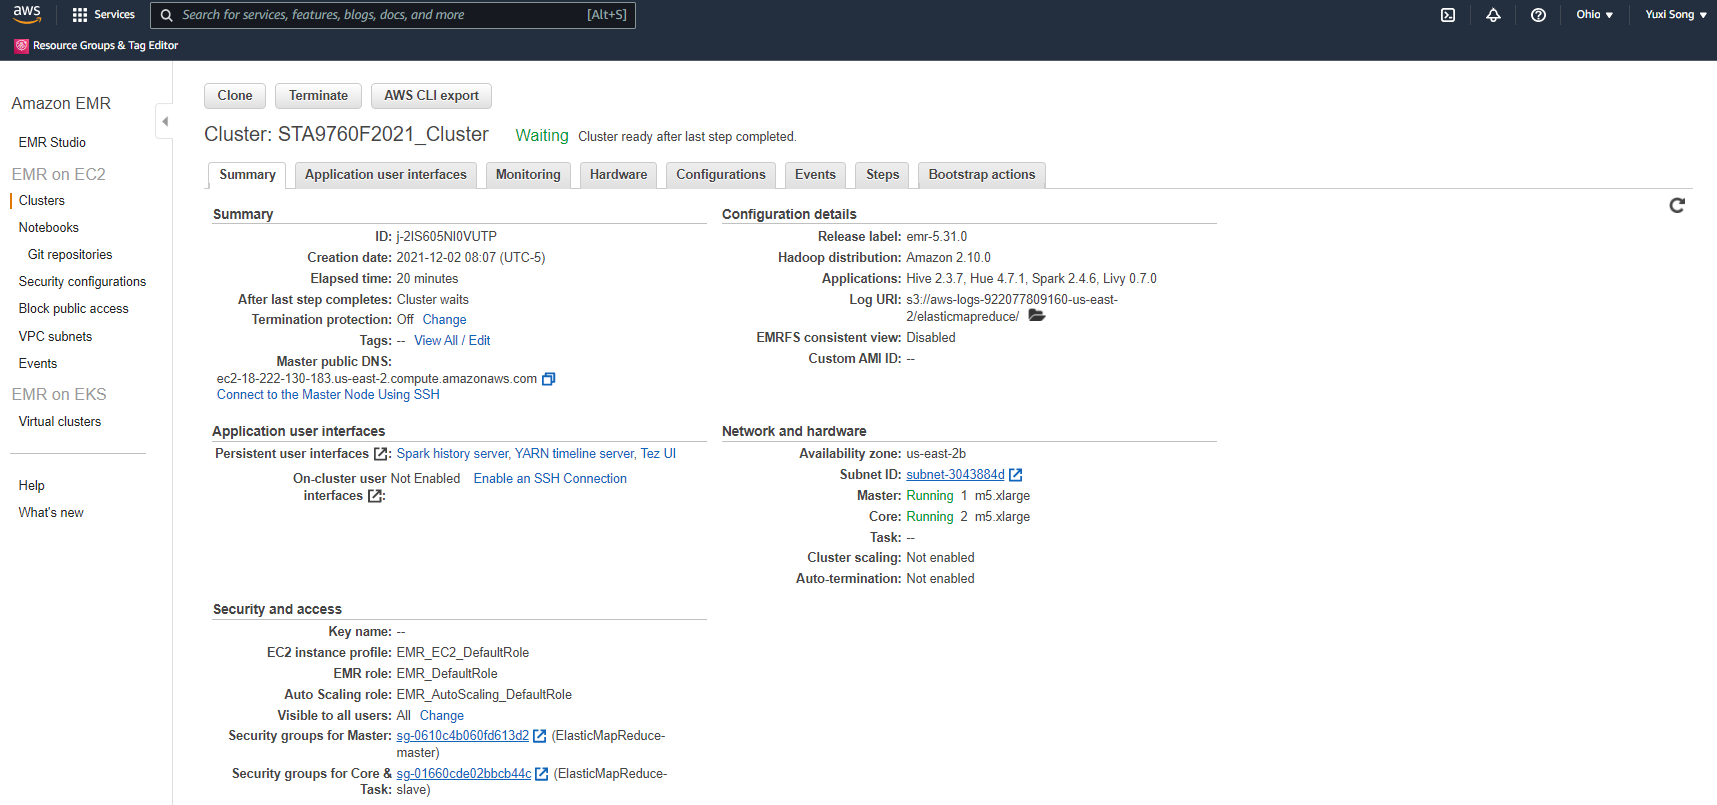 aws
Services
Search for services, features, blogs, docs, and more
[Alt+S]
Ohio
Yuxi Song
Resource Groups & Tag Editor
Amazon EMR
EMR Studio
EMR on EC2
Clusters
Notebooks
Git repositories
Security configurations
Block public access
VPC subnets
Events
EMR on EKS
Virtual clusters
Help
What's new
Clone Terminate AWS CLI export
Cluster: STA9760F2021_Cluster Waiting Cluster ready after last step completed.
Summary Application user interfaces Monitoring Hardware Configurations Events Steps Bootstrap actions
Summary
ID: j-2IS605NI0VUTP
Creation date: 2021-12-02 08:07 (UTC-5)
Elapsed time: 20 minutes
After last step completes: Cluster waits
Termination protection: Off Change
Tags: -- View All / Edit
Master public DNS:
ec2-18-222-130-183.us-east-2.compute.amazonaws.com
Connect to the Master Node Using SSH
Configuration details
Release label: emr-5.31.0
Hadoop distribution: Amazon 2.10.0
Applications: Hive 2.3.7, Hue 4.7.1, Spark 2.4.6, Livy 0.7.0
Log URI: s3://aws-logs-922077809160-us-east-
2/elasticmapreduce/
EMRFS consistent view: Disabled
Custom AMI ID: --
Application user interfaces
Persistent user interfaces : Spark history server, YARN timeline server, Tez UI
On-cluster user Not Enabled Enable an SSH Connection
interfaces :
Network and hardware
Availability zone: us-east-2b
Subnet ID: subnet-3043884d
Master: Running 1 m5.xlarge
Core: Running 2 m5.xlarge
Task: --
Cluster scaling: Not enabled
Auto-termination: Not enabled
Security and access
Key name: --
EC2 instance profile: EMR_EC2_DefaultRole
EMR role: EMR_DefaultRole
Auto Scaling role: EMR_AutoScaling_DefaultRole
Visible to all users: All Change
Security groups for Master: sg-0610c4b060fd613d2 (ElasticMapReduce-
master)
Security groups for Core & sg-01660cde02bbcb44c (ElasticMapReduce-
Task: slave)